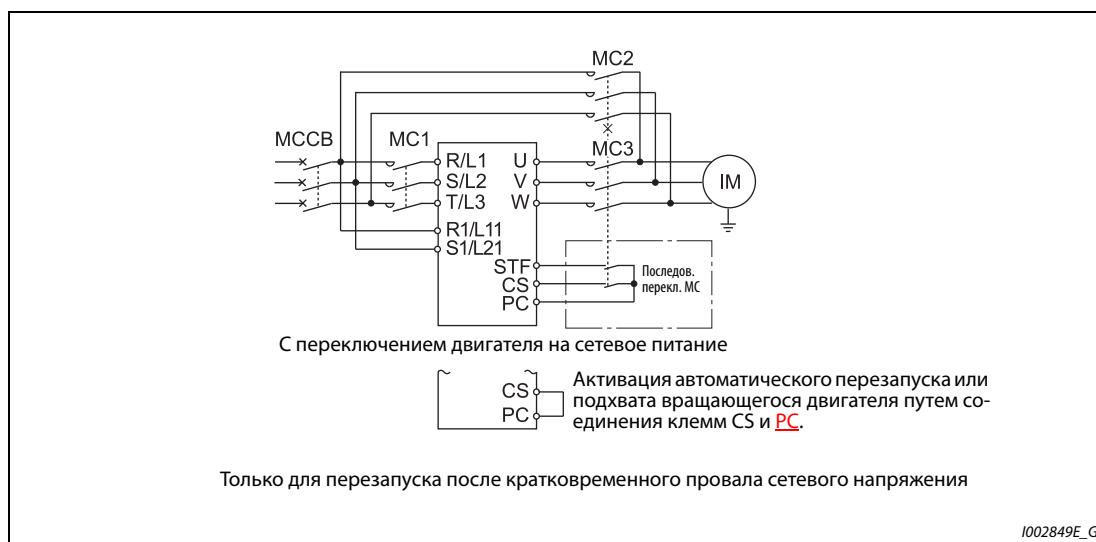 MC2
MCCB MC1 MC3
R/L1 U
S/L2 V IM
T/L3 W
R1/L11
S1/L21
STF
CS
PC
Последов.
перекл. MC
С переключением двигателя на сетевое питание
CS
PC
Активация автоматического перезапуска или
подхвата вращающегося двигателя путем со-
единения клемм CS и PC.
Только для перезапуска после кратковременного провала сетевого напряжения
I002849E_G